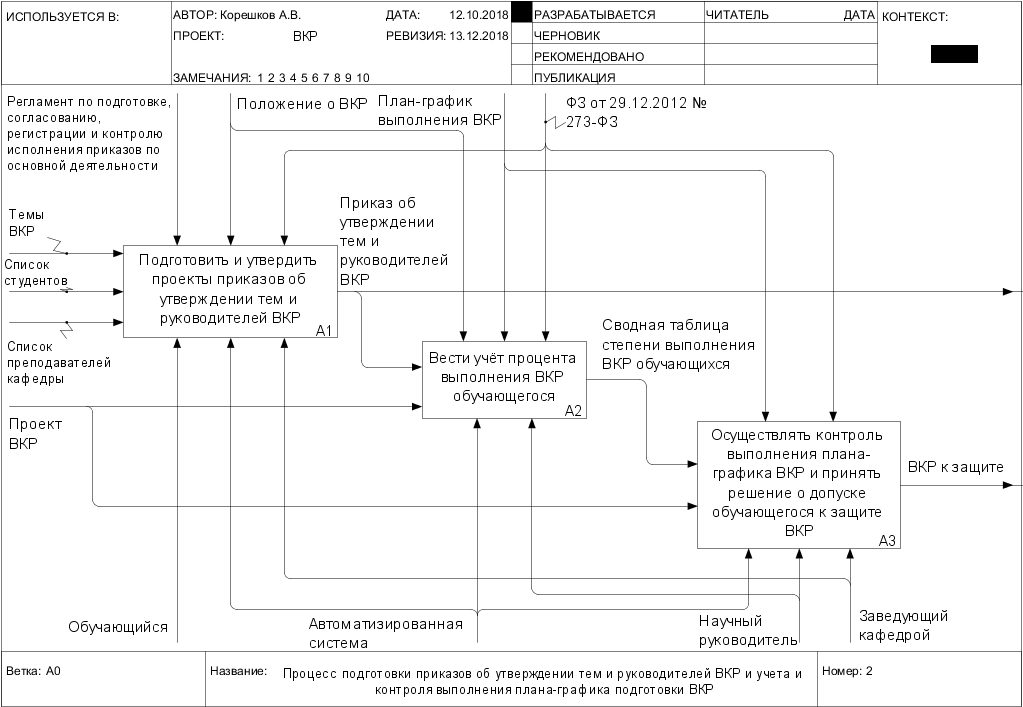 ИСПОЛЬЗУЕТСЯ В:
АВТОР: Корешков А.В.
ДАТА: 12.10.2018
ПРОЕКТ: ВКР
РЕВИЗИЯ: 13.12.2018
ЗАМЕЧАНИЯ: 1 2 3 4 5 6 7 8 9 10
РАЗРАБАТЫВАЕТСЯ
ЧЕРНОВИК
РЕКОМЕНДОВАНО
ПУБЛИКАЦИЯ
ЧИТАТЕЛЬ ДАТА
КОНТЕКСТ:
Регламент по подготовке,
согласованию,
регистрации и контролю
исполнения приказов по
основной деятельности
Положение о ВКР
План-график
выполнения ВКР
ФЗ от 29.12.2012 №
273-ФЗ
Темы
ВКР
Список
студентов
Список
преподавателей
кафедры
Подготовить и утвердить
проекты приказов об
утверждении тем и
руководителей ВКР
A1
Приказ об
утверждении
тем и
руководителей
ВКР
Вести учёт процента
выполнения ВКР
обучающегося
A2
Сводная таблица
степени выполнения
ВКР обучающихся
Проект
ВКР
Осуществлять контроль
выполнения плана-
графика ВКР и принять
решение о допуске
обучающегося к защите
ВКР
A3
ВКР к защите
Обучающийся
Автоматизированная
система
Научный
руководитель
Заведующий
кафедрой
Ветка: A0
Название:
Процесс подготовки приказов об утверждении тем и руководителей ВКР и учета и
контроля выполнения плана-графика подготовки ВКР
Номер: 2